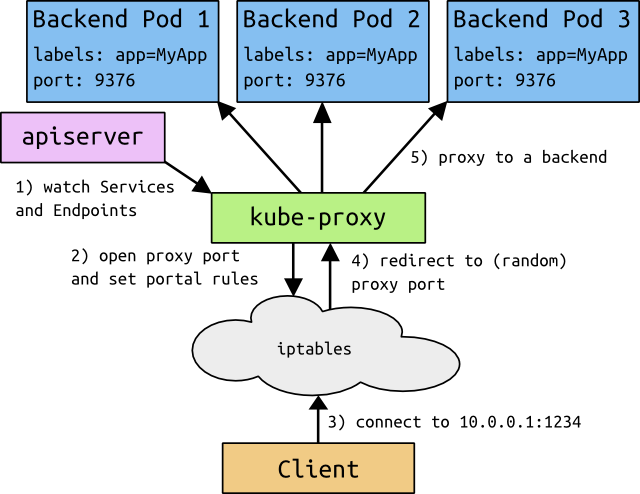 Backend Pod 1
labels: app=MyApp
port: 9376
Backend Pod 2
labels: app=MyApp
port: 9376
Backend Pod 3
labels: app=MyApp
port: 9376
apiserver
5) proxy to a backend
1) watch Services
and Endpoints
kube-proxy
2) open proxy port
and set portal rules
4) redirect to (random)
proxy port
iptables
3) connect to 10.0.0.1:1234
Client